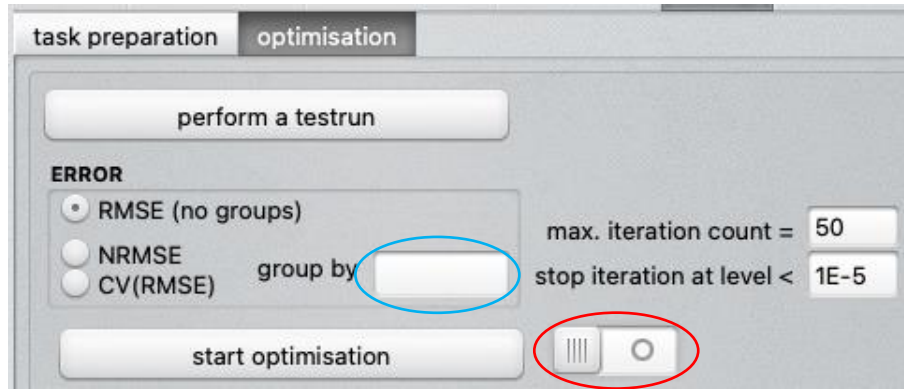 task preparation optimisation
perform a testrun
ERROR
RMSE (no groups)
NRMSE
CV(RMSE)
group by
max. iteration count = 50
stop iteration at level < 1E-5
start optimisation